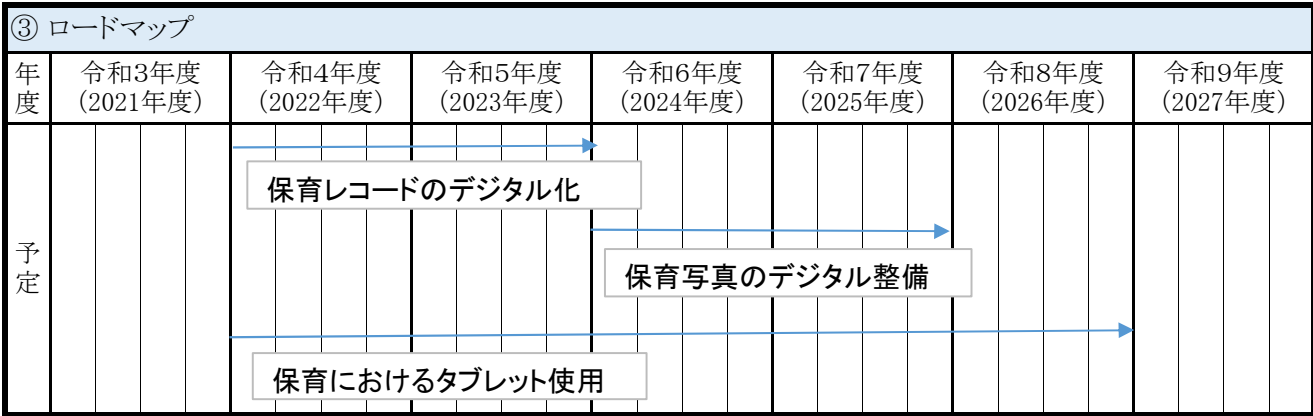 ③ ロードマップ
年度
令和3年度
(2021年度)
令和4年度
(2022年度)
令和5年度
(2023年度)
令和6年度
(2024年度)
令和7年度
(2025年度)
令和8年度
(2026年度)
令和9年度
(2027年度)
予定
保育レコードのデジタル化
保育写真のデジタル整備
保育におけるタブレット使用